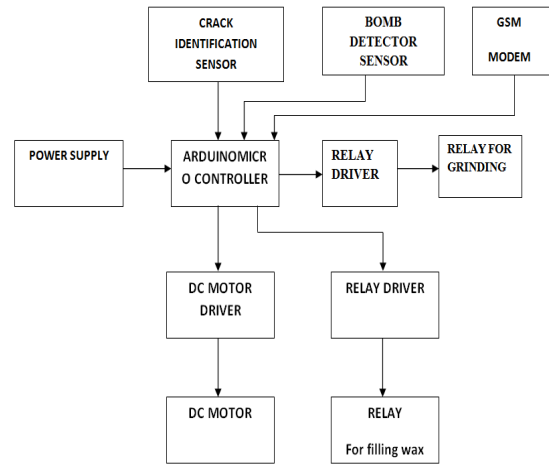 CRACK
IDENTIFICATION
SENSOR
BOMB
DETECTOR
SENSOR
GSM
MODEM
POWER SUPPLY
ARDUINOMICR
O CONTROLLER
RELAY
DRIVER
RELAY FOR
GRINDING
DC MOTOR
DRIVER
RELAY DRIVER
DC MOTOR
RELAY
For filling wax